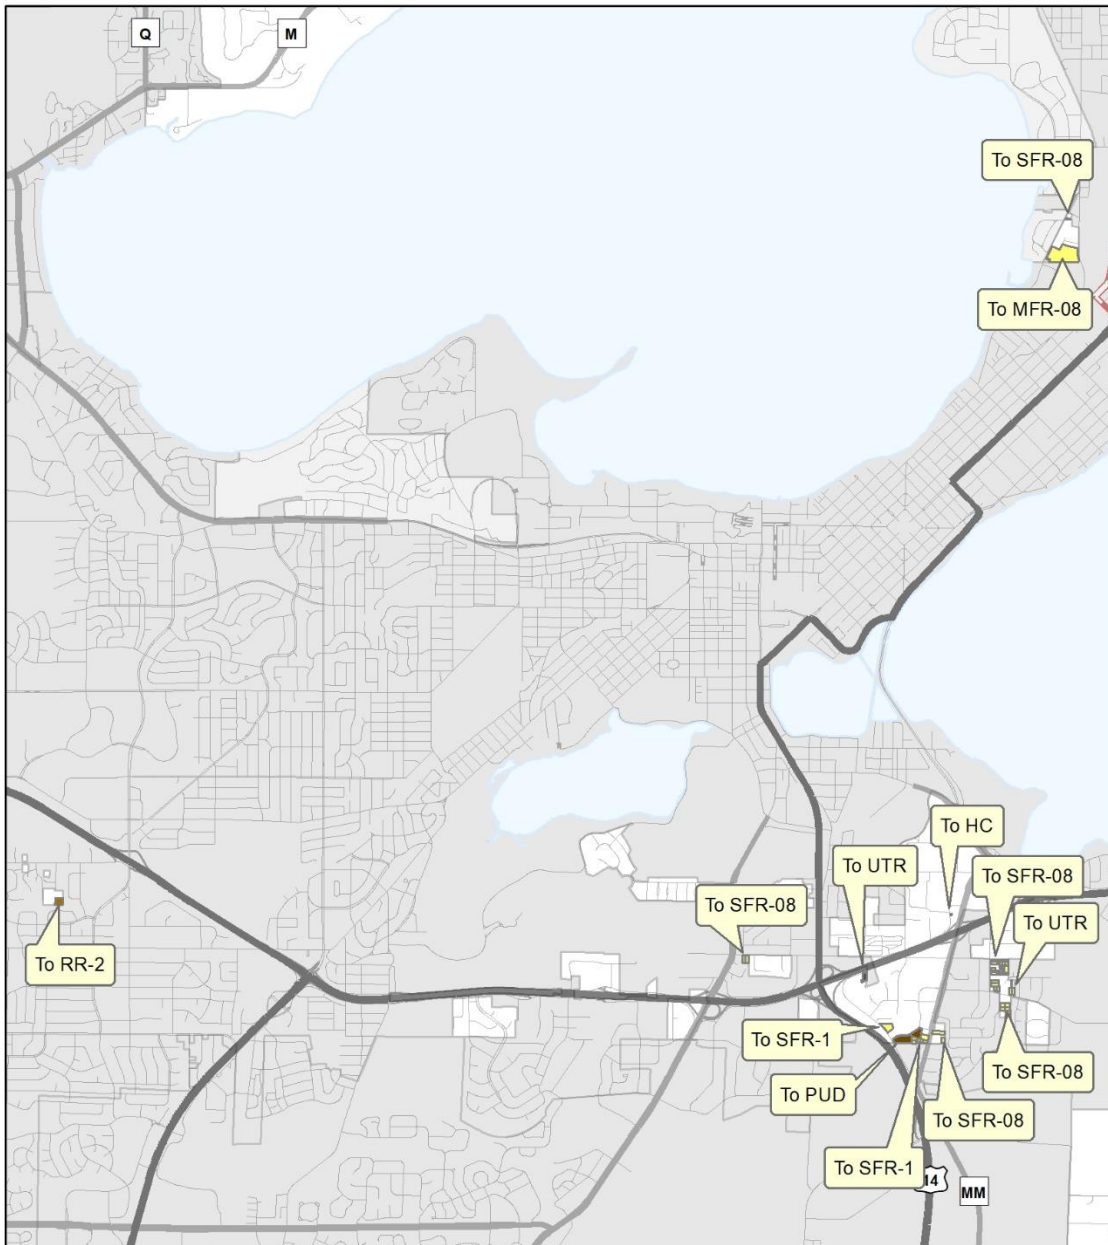 Q
M
To SFR-08
To MFR-08
To HC
To UTR
To SFR-08
To SFR-08
To UTR
To RR-2
To SFR-1
To SFR-08
To PUD
To SFR-08
To SFR-1
14
MM